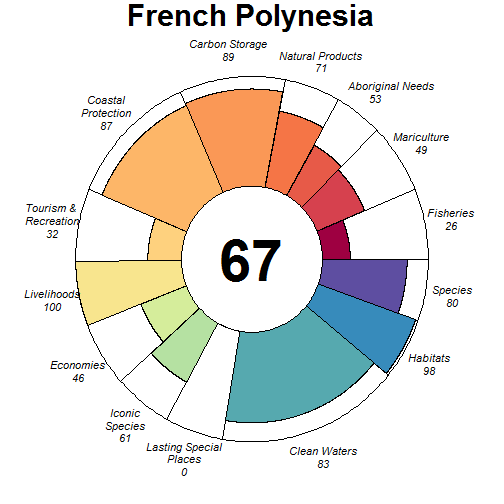 French Polynesia
Carbon Storage
89
Natural Products
71
Aboriginal Needs
53
Mariculture
49
Fisheries
26
Species
80
Habitats
98
Clean Waters
83
Lasting Special
Places
0
Iconic
Species
61
Economies
46
Livelihoods
100
Tourism &
Recreation
32
Coastal
Protection
87
67